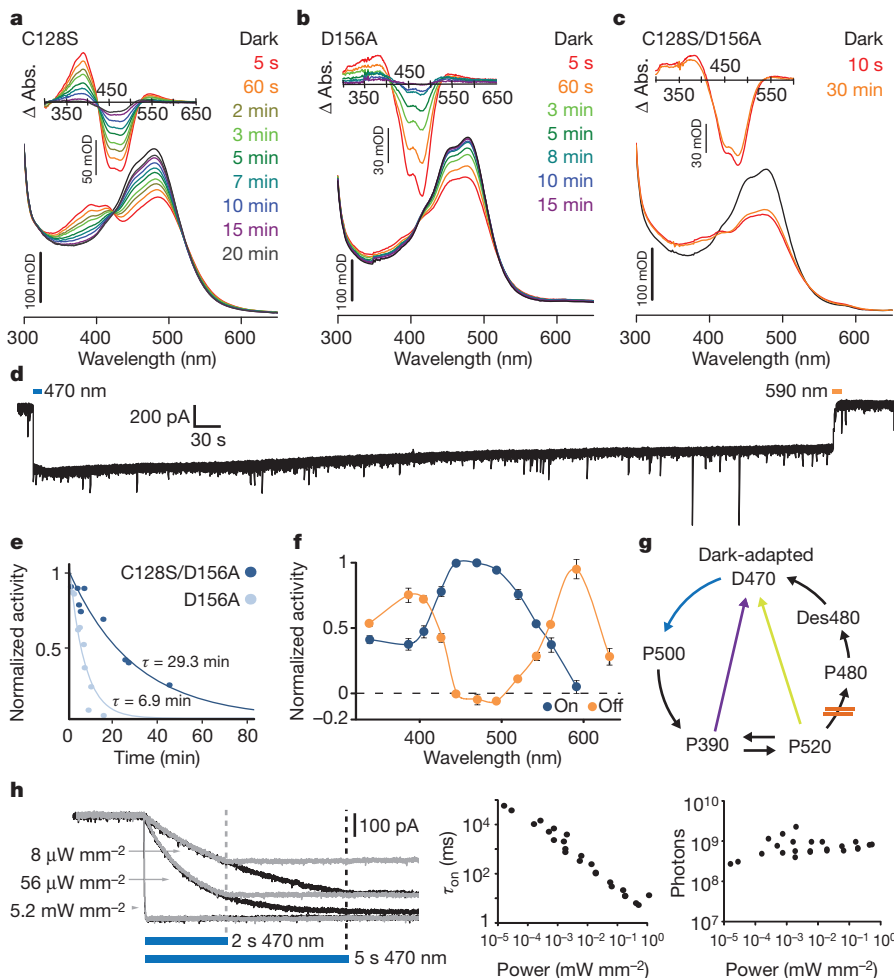 a
C128S
Dark
5 s
60 s
2 min
3 min
5 min
7 min
10 min
15 min
20 min
Δ Abs.
450
350
550
650
50 mOD
100 mOD
300 400 500 600
Wavelength (nm)
b
D156A
Dark
5 s
60 s
3 min
5 min
8 min
10 min
15 min
Δ Abs.
450
350
550
650
30 mOD
100 mOD
300 400 500 600
Wavelength (nm)
c
C128S/D156A
Dark
10 s
30 min
Δ Abs.
450
350
550
30 mOD
100 mOD
300 400 500 600
Wavelength (nm)
d
470 nm
590 nm
200 pA
30 s
e
Normalized activity
1
0.5
C128S/D156A
D156A
τ = 29.3 min
τ = 6.9 min
0 20 40 60 80
Time (min)
f
Normalized activity
1
0.5
0
−0.2
On Off
400 500 600
Wavelength (nm)
g
Dark-adapted
D470
Des480
P500
P480
P390
P520
h
100 pA
8 µW mm−2
56 µW mm−2
5.2 mW mm−2
2 s 470 nm
5 s 470 nm
τon (ms)
10⁴
10²
1
10⁻⁵ 10⁻³ 10⁻² 10⁻¹ 10⁰
Power (mW mm−2)
Photons
10¹⁰
10⁹
10⁸
10⁷
10⁻⁵ 10⁻⁴ 10⁻³ 10⁻² 10⁻¹ 10⁰
Power (mW mm−2)